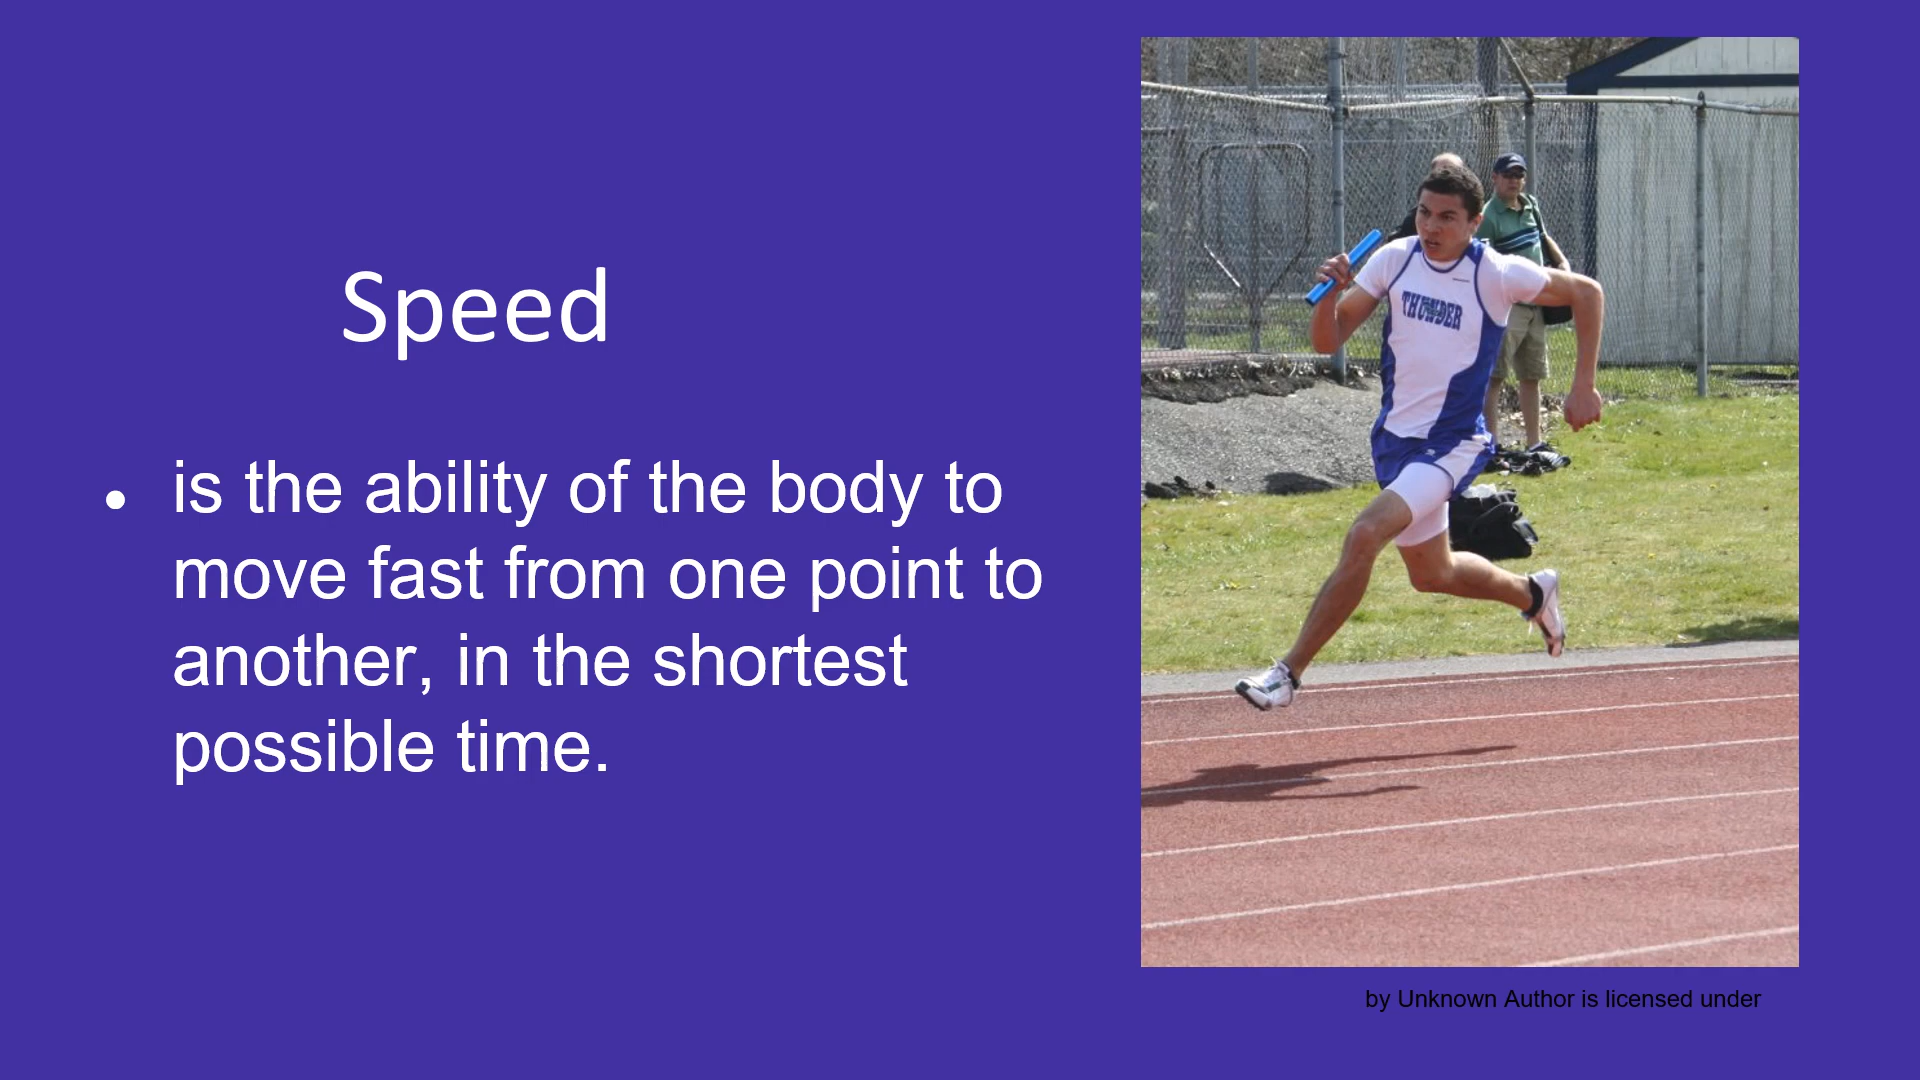 Speed
• is the ability of the body to
move fast from one point to
another, in the shortest
possible time.
THUNDER
by Unknown Author is licensed under